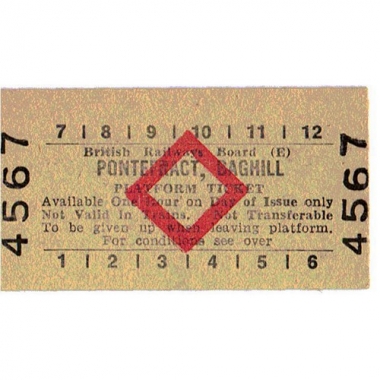 7 | 8 | 9 | 10 | 11 | 12
British Railways Board (E)
PONTEFRACT, BAGHILL
PLATFORM TICKET
Available One Hour on Day of Issue only
Not Valid in Trains. Not Transferable
To be given up when leaving platform.
For conditions see over
1 | 2 | 3 | 4 | 5 | 6
4567
4567